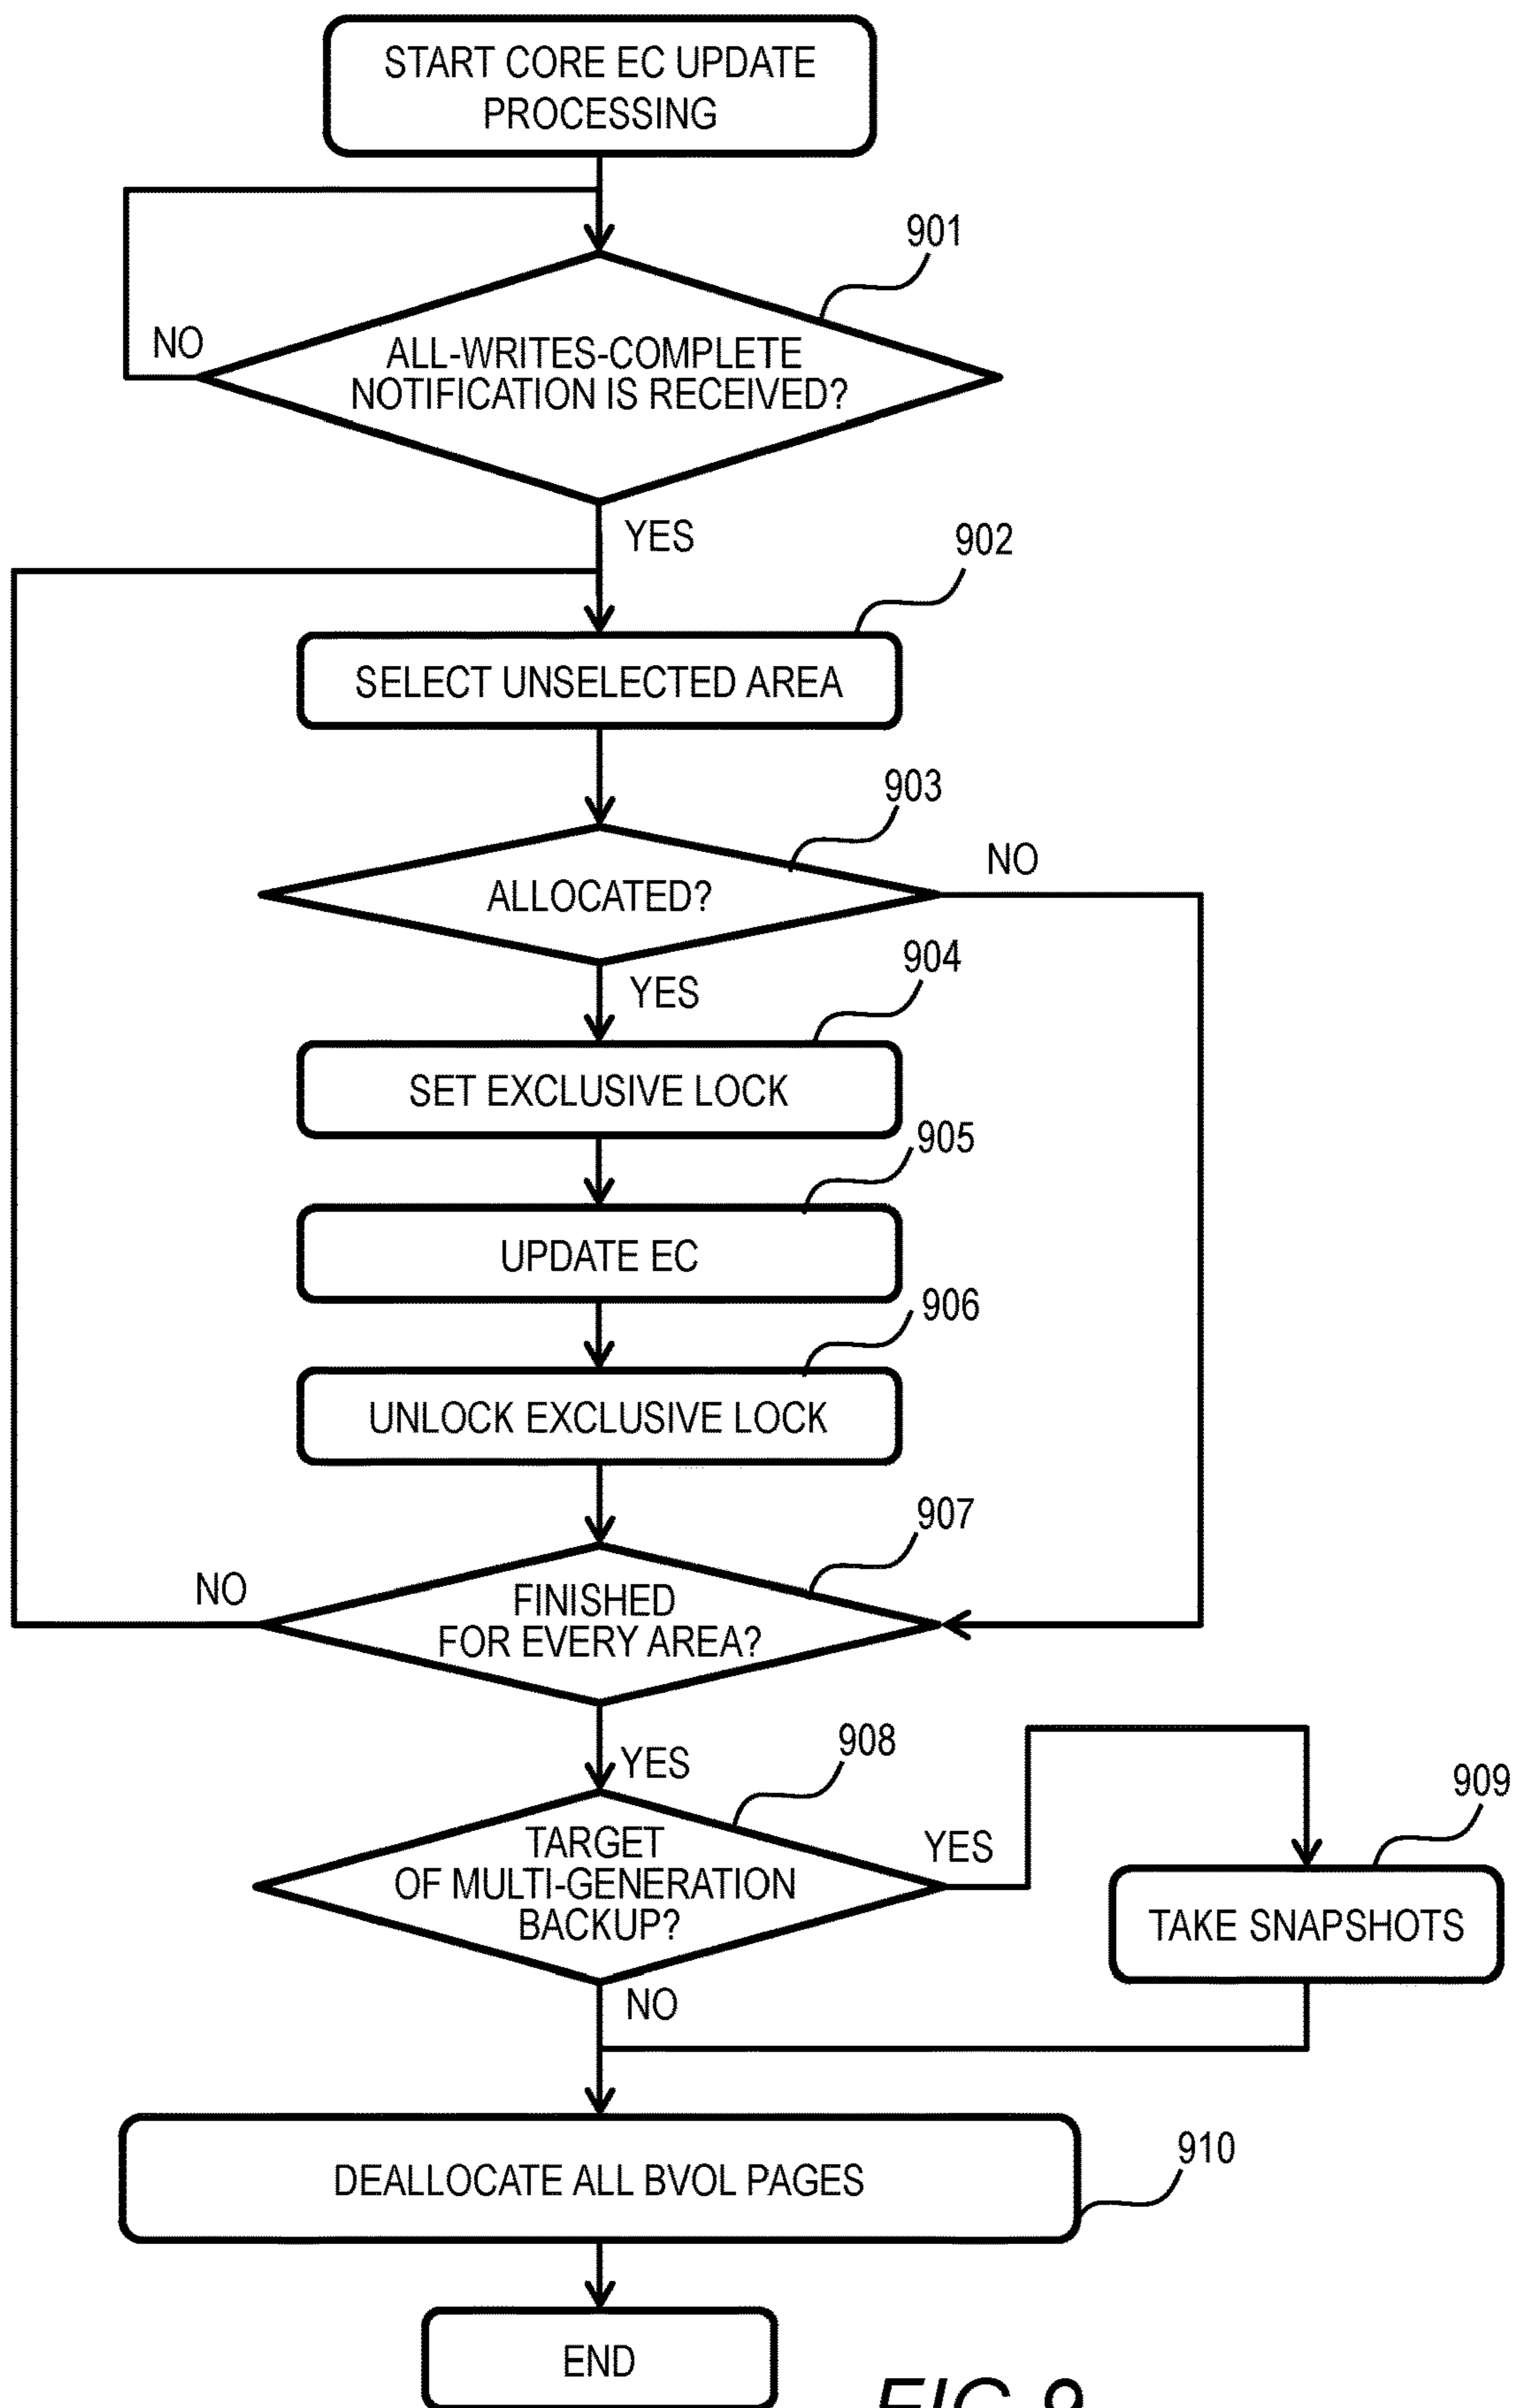 START CORE EC UPDATE
PROCESSING
901
NO
ALL-WRITES-COMPLETE
NOTIFICATION IS RECEIVED?
YES
902
SELECT UNSELECTED AREA
903
NO
ALLOCATED?
904
YES
SET EXCLUSIVE LOCK
905
UPDATE EC
906
UNLOCK EXCLUSIVE LOCK
907
NO
FINISHED
FOR EVERY AREA?
908
YES
909
TARGET
OF MULTI-GENERATION
BACKUP?
YES
TAKE SNAPSHOTS
NO
910
DEALLOCATE ALL BVOL PAGES
END
FIG. 9